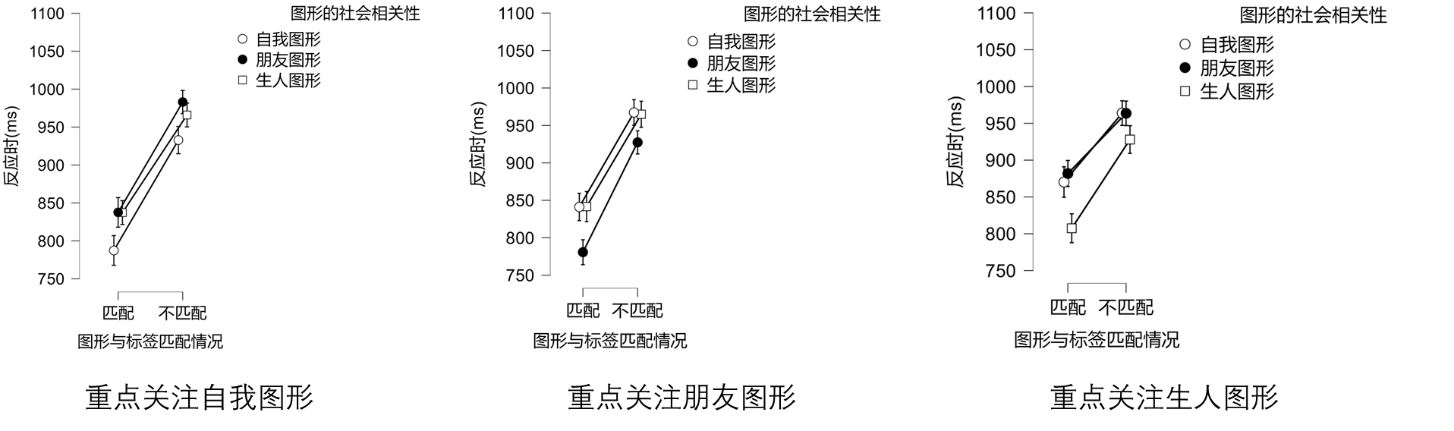 图形的社会相关性
自我图形
朋友图形
生人图形
1100
1050
1000
950
900
850
800
750
反应时(ms)
匹配 不匹配
图形与标签匹配情况
重点关注自我图形
图形的社会相关性
自我图形
朋友图形
生人图形
1100
1050
1000
950
900
850
800
750
反应时(ms)
匹配 不匹配
图形与标签匹配情况
重点关注朋友图形
图形的社会相关性
自我图形
朋友图形
生人图形
1100
1050
1000
950
900
850
800
750
反应时(ms)
匹配 不匹配
图形与标签匹配情况
重点关注生人图形